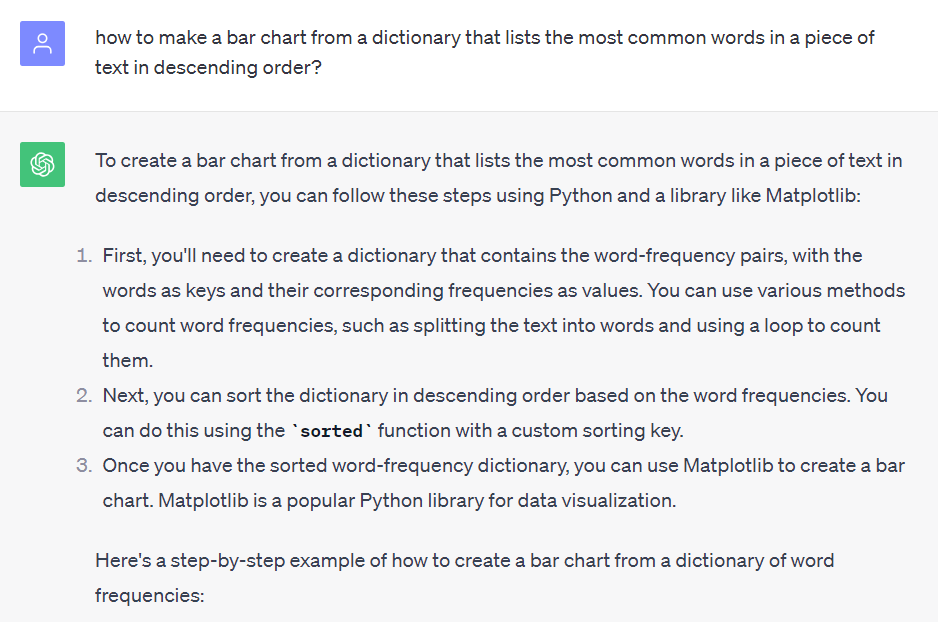 how to make a bar chart from a dictionary that lists the most common words in a piece of
text in descending order?
To create a bar chart from a dictionary that lists the most common words in a piece of text in
descending order, you can follow these steps using Python and a library like Matplotlib:
1. First, you'll need to create a dictionary that contains the word-frequency pairs, with the
words as keys and their corresponding frequencies as values. You can use various methods
to count word frequencies, such as splitting the text into words and using a loop to count
them.
2. Next, you can sort the dictionary in descending order based on the word frequencies. You
can do this using the `sorted` function with a custom sorting key.
3. Once you have the sorted word-frequency dictionary, you can use Matplotlib to create a bar
chart. Matplotlib is a popular Python library for data visualization.
Here's a step-by-step example of how to create a bar chart from a dictionary of word
frequencies: